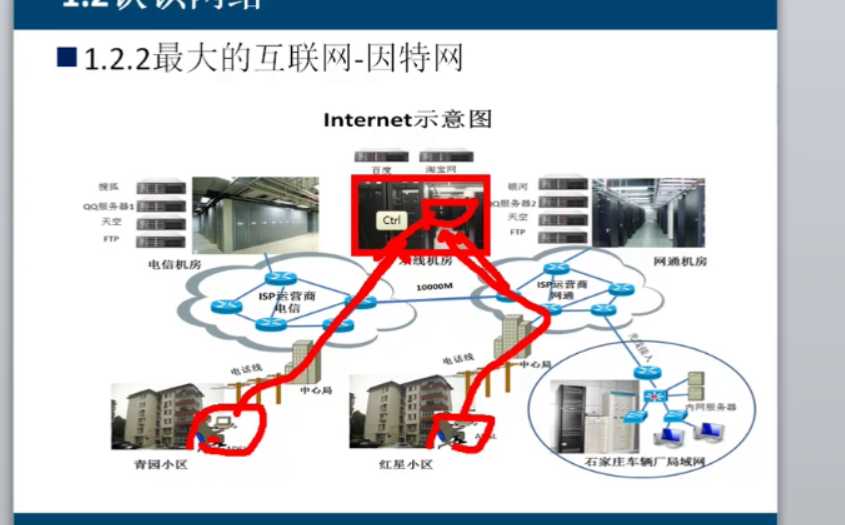 1.2认识网络
1.2.2最大的互联网-因特网
Internet示意图
百度 淘宝网
搜狐
QQ服务器1
天空
FTP
电信机房
Ctrl
双线机房
银河
QQ服务器2
天空
FTP
网通机房
ISP运营商
电信
10000M
ISP运营商
网通
光纤接入
电话线
中心局
电话线
中心局
内网服务器
青园小区
红星小区
石家庄车辆厂局域网